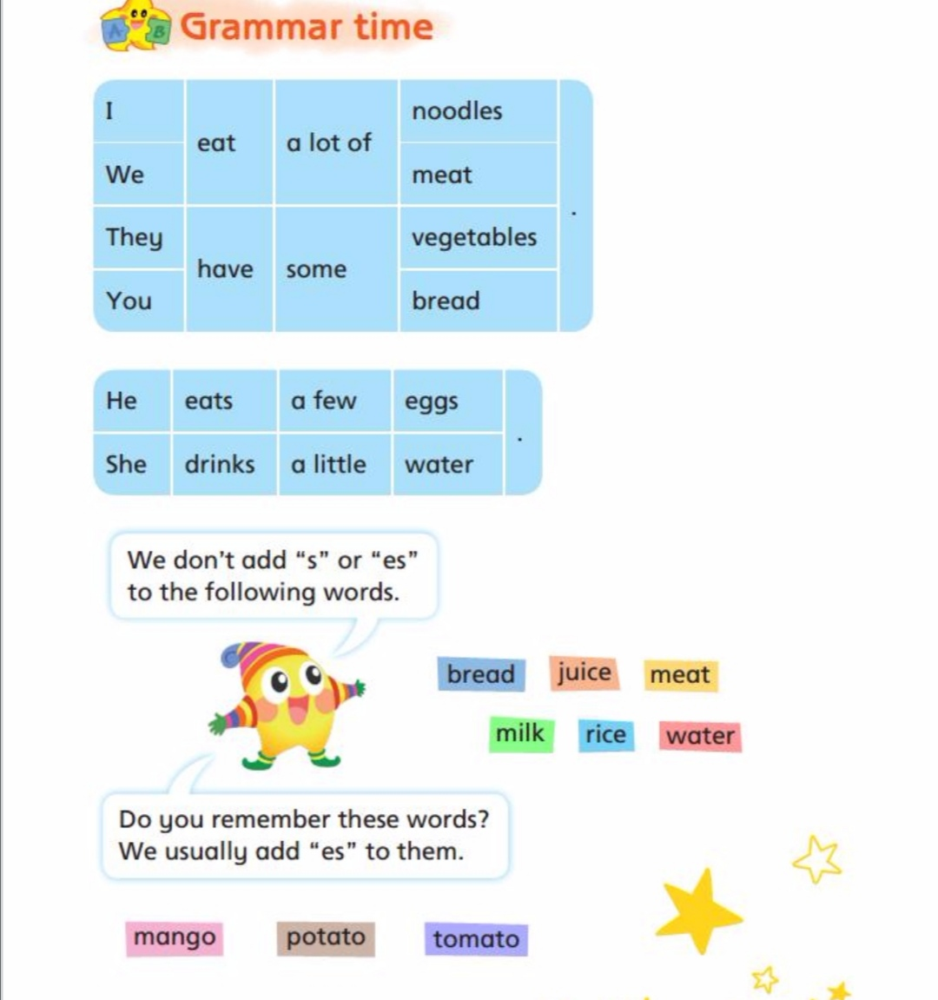 A B Grammar time
I eat a lot of noodles
We meat
.
They have some vegetables
You bread
He eats a few eggs
.
She drinks a little water
We don't add “s” or “es”
to the following words.
bread juice meat
milk rice water
Do you remember these words?
We usually add “es” to them.
mango potato tomato